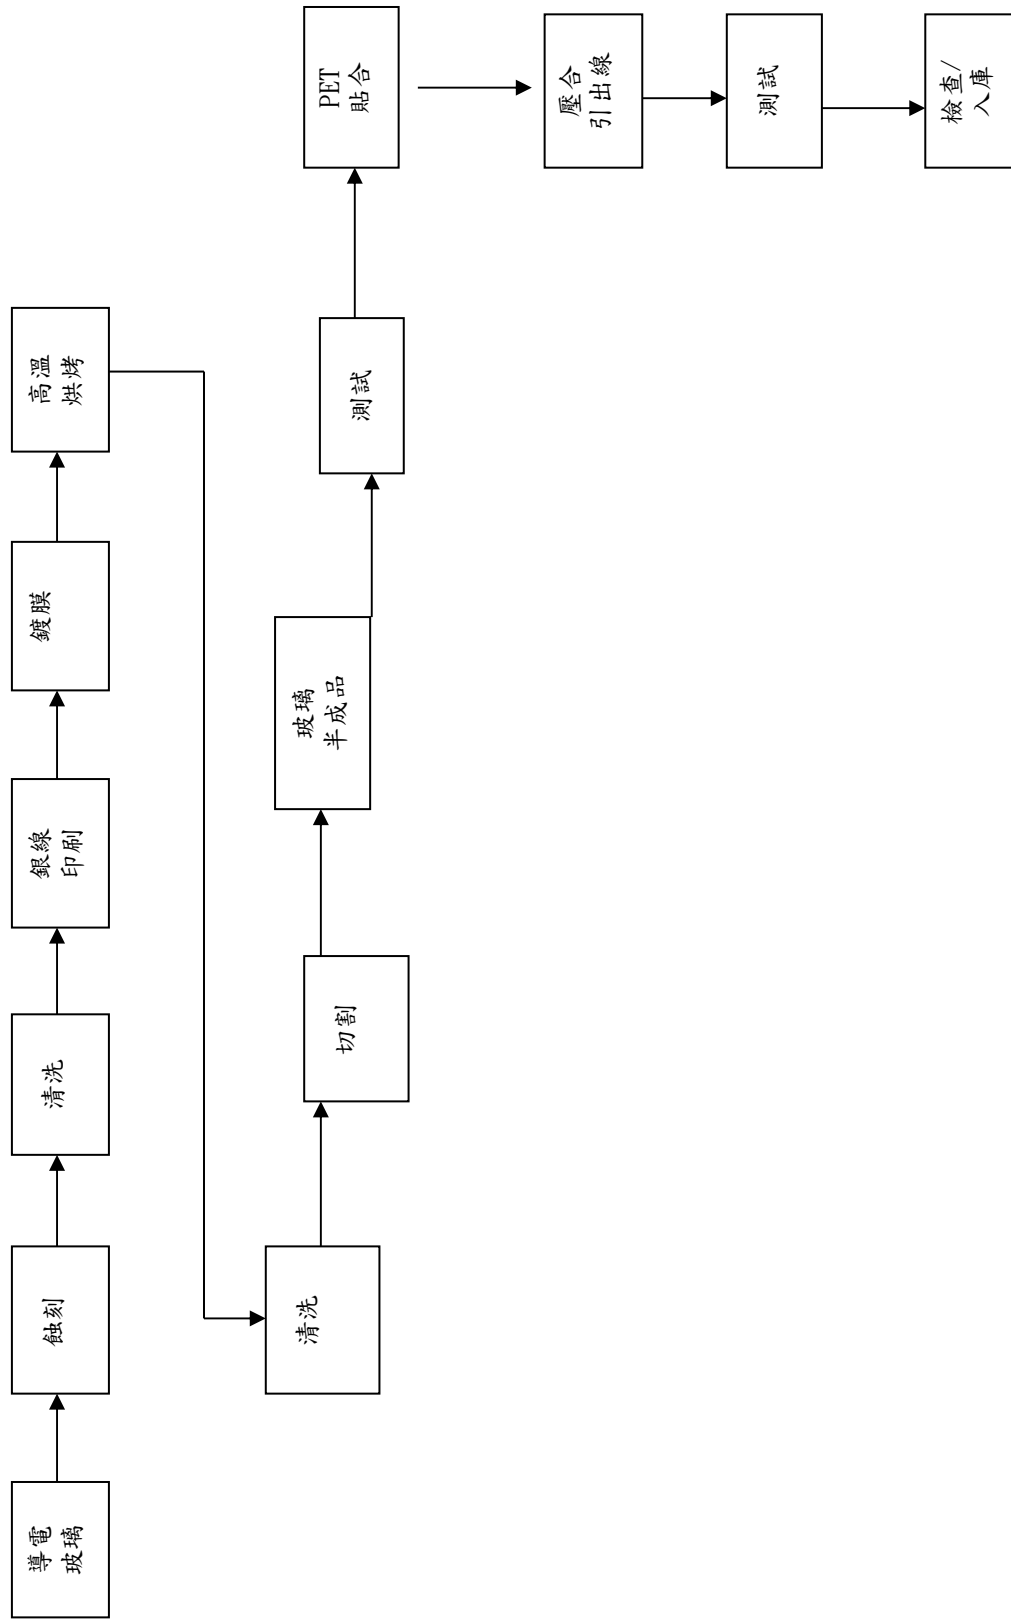 導電
玻璃
蝕刻
清洗
銀線
印刷
鍍膜
高溫
烘烤
清洗
切割
玻璃
半成品
測試
PET
貼合
壓合
引出線
測試
檢查/
入庫